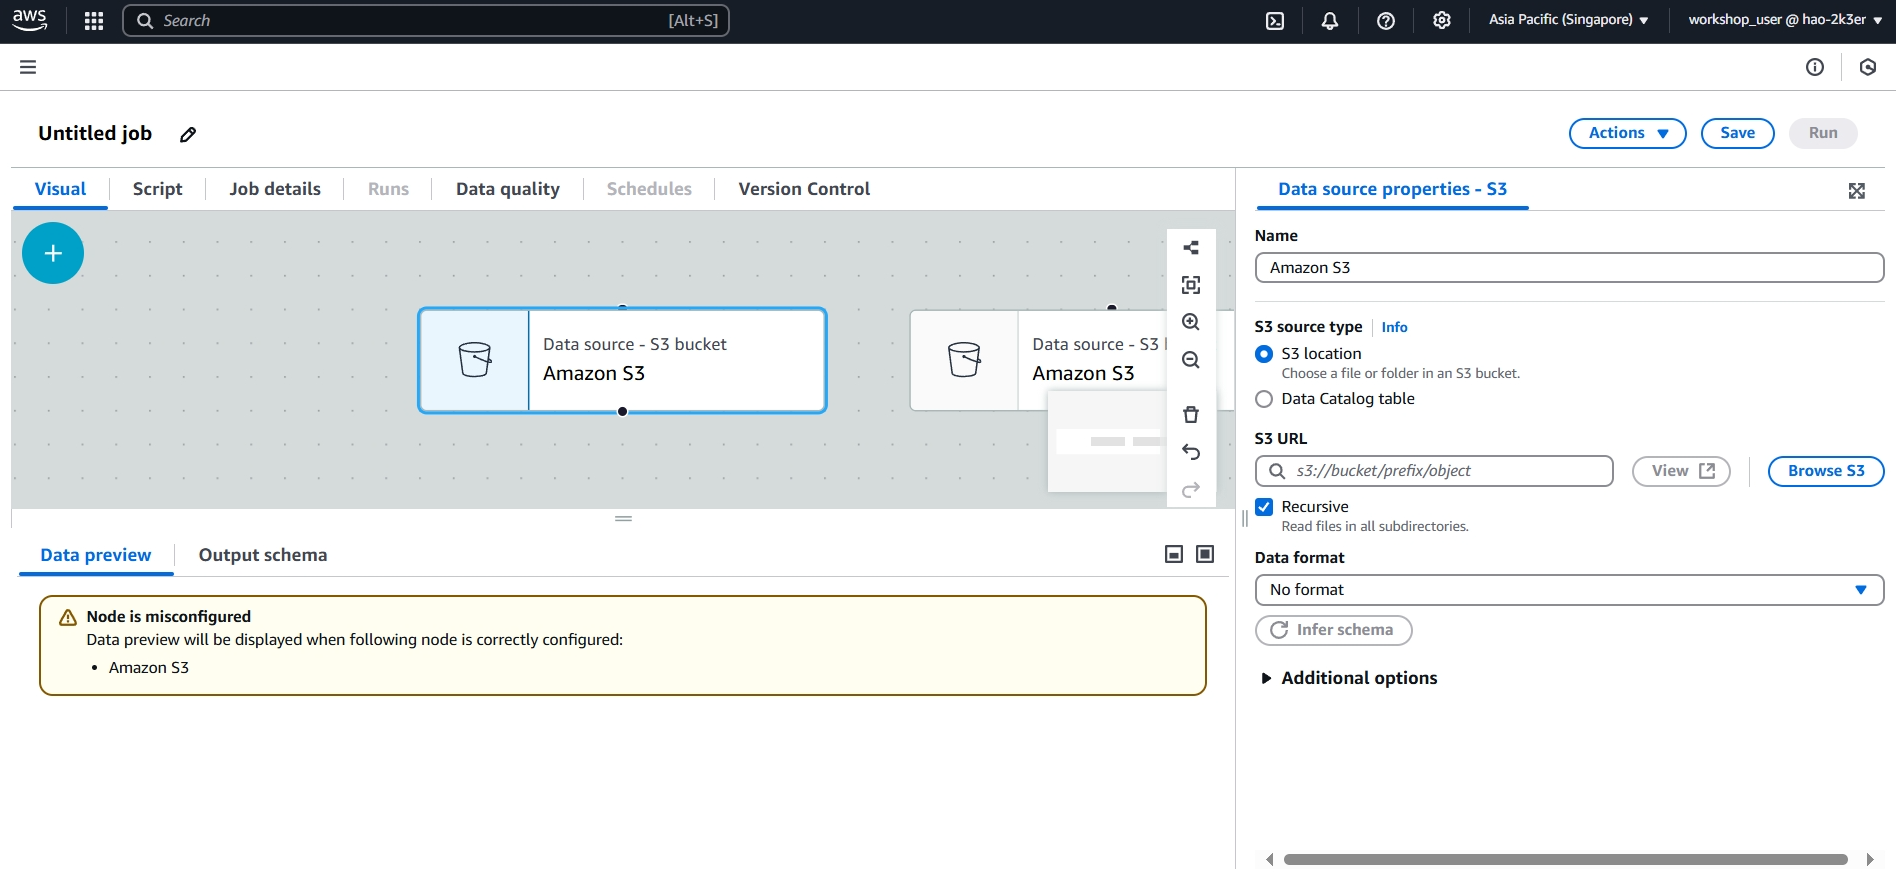 aws
Search [Alt+S]
Asia Pacific (Singapore)
workshop_user @ hao-2k3er
Untitled job
Actions
Save
Run
Visual
Script
Job details
Runs
Data quality
Schedules
Version Control
Data source - S3 bucket
Amazon S3
Data source - S3
Amazon S3
Data preview
Output schema
Node is misconfigured
Data preview will be displayed when following node is correctly configured:
• Amazon S3
Data source properties - S3
Name
Amazon S3
S3 source type Info
S3 location
Choose a file or folder in an S3 bucket.
Data Catalog table
S3 URL
s3://bucket/prefix/object
View
Browse S3
Recursive
Read files in all subdirectories.
Data format
No format
Infer schema
Additional options